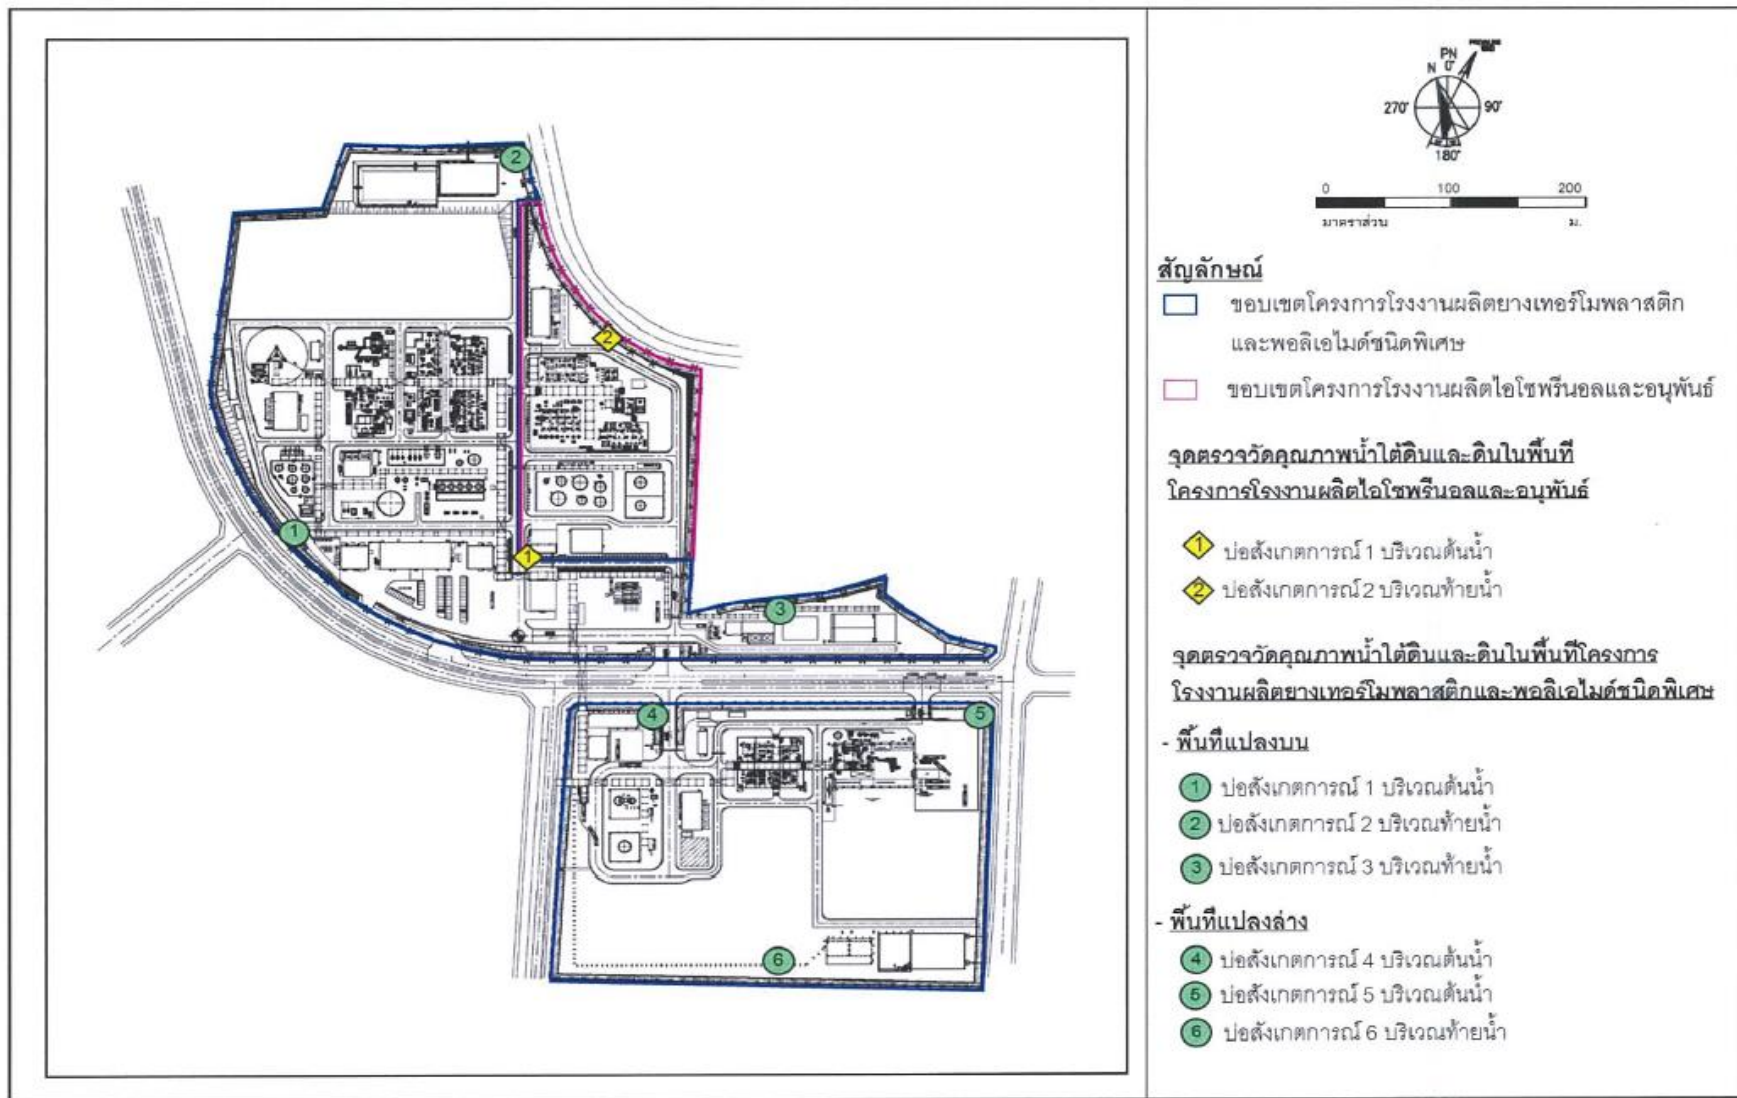 PN
N 0°
270° 90°
180°
0 100 200
มาตราส่วน ม.
สัญลักษณ์
ขอบเขตโครงการโรงงานผลิตยางเทอร์โมพลาสติก
และพอลิเอไมด์ชนิดพิเศษ
ขอบเขตโครงการโรงงานผลิตไอโซพรีนอลและอนุพันธ์
จุดตรวจวัดคุณภาพน้ำใต้ดินและดินในพื้นที่
โครงการโรงงานผลิตไอโซพรีนอลและอนุพันธ์
1 บ่อสังเกตการณ์ 1 บริเวณต้นน้ำ
2 บ่อสังเกตการณ์ 2 บริเวณท้ายน้ำ
จุดตรวจวัดคุณภาพน้ำใต้ดินและดินในพื้นที่โครงการ
โรงงานผลิตยางเทอร์โมพลาสติกและพอลิเอไมด์ชนิดพิเศษ
- พื้นที่แปลงบน
1 บ่อสังเกตการณ์ 1 บริเวณต้นน้ำ
2 บ่อสังเกตการณ์ 2 บริเวณท้ายน้ำ
3 บ่อสังเกตการณ์ 3 บริเวณท้ายน้ำ
- พื้นที่แปลงล่าง
4 บ่อสังเกตการณ์ 4 บริเวณต้นน้ำ
5 บ่อสังเกตการณ์ 5 บริเวณต้นน้ำ
6 บ่อสังเกตการณ์ 6 บริเวณท้ายน้ำ
2
2
1
1
3
4
5
6